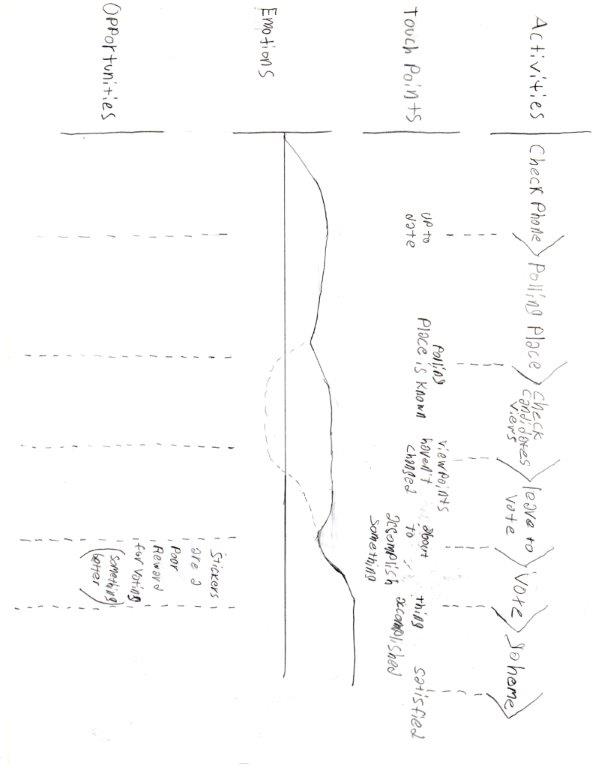 Activities
Check Phone
Polling Place
Check
candidates
views
leave to
vote
Vote
go home
Touch Points
up to
date
Polling
Place is known
viewpoints
haven't
changed
about
to
accomplish
something
thing
accomplished
satisfied
Emotions
Opportunities
Stickers
are a
Poor
Reward
for voting
(something
better)